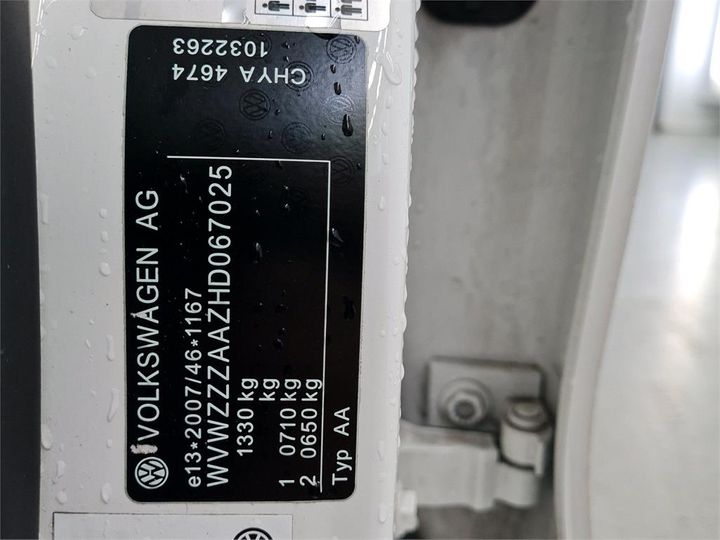 VOLKSWAGEN AG
e13*2007/46*1167
WVWZZZAAZHD067025
1330 kg
kg
1 0710 kg
2 0650 kg
Typ AA
CHYA 4674
1032263